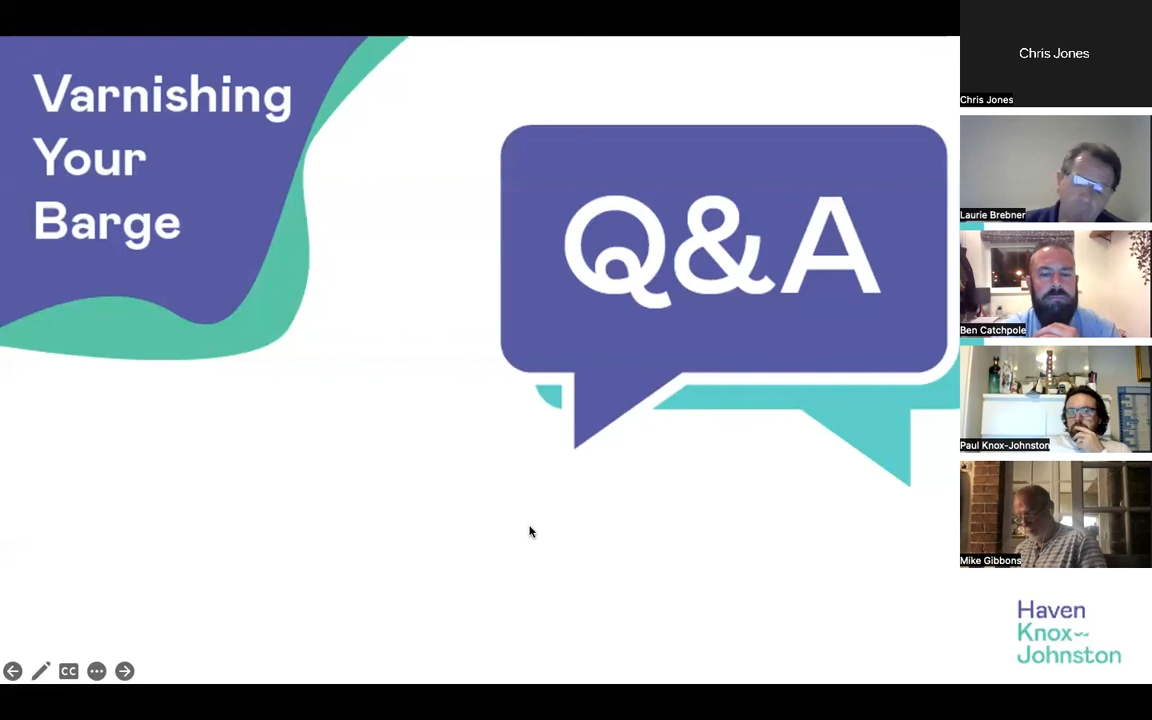 Varnishing
Your
Barge
Q&A
Chris Jones
Chris Jones
Laurie Brebner
Ben Catchpole
Paul Knox-Johnston
Mike Gibbons
Haven
Knox-
Johnston
CC